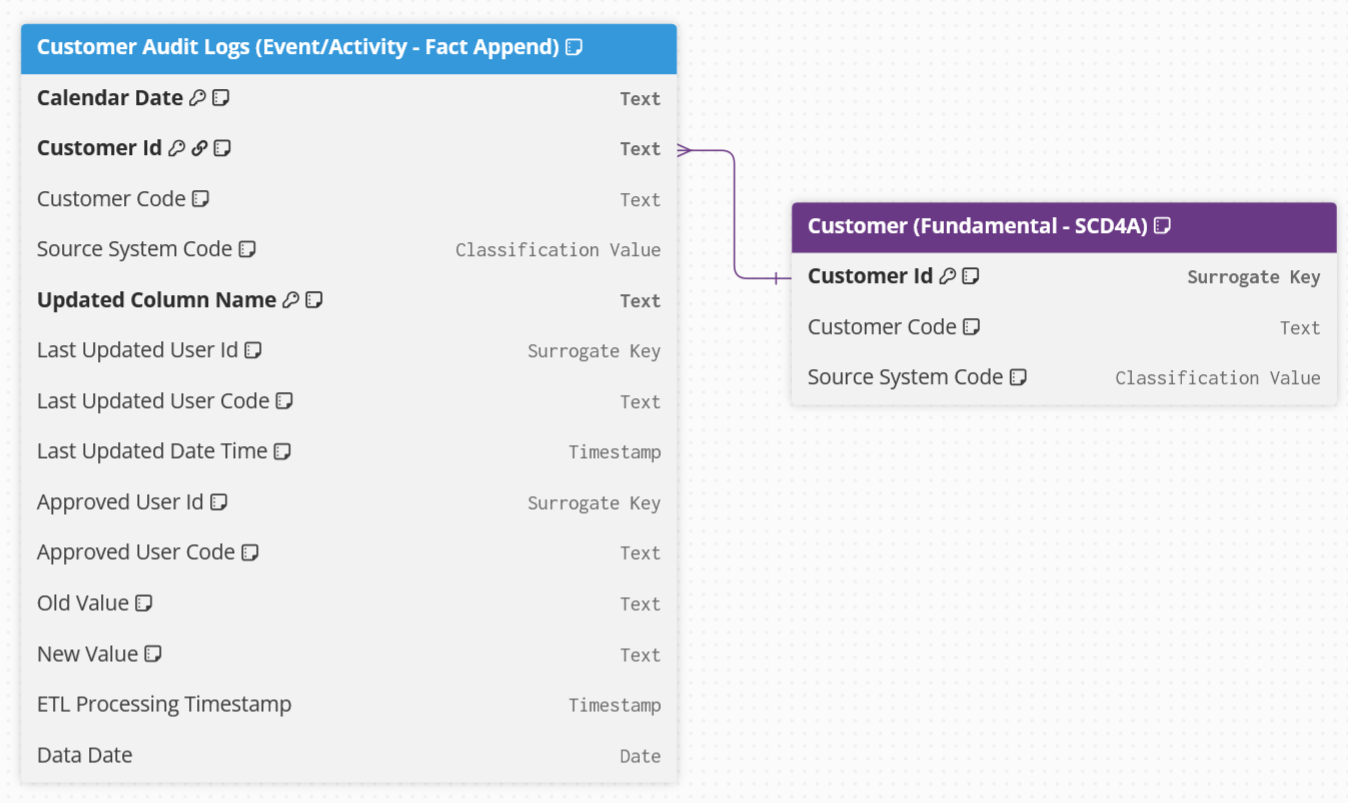 Customer Audit Logs (Event/Activity - Fact Append)
Calendar Date Text
Customer Id Text
Customer Code Text
Source System Code Classification Value
Updated Column Name Text
Last Updated User Id Surrogate Key
Last Updated User Code Text
Last Updated Date Time Timestamp
Approved User Id Surrogate Key
Approved User Code Text
Old Value Text
New Value Text
ETL Processing Timestamp Timestamp
Data Date Date
Customer (Fundamental - SCD4A)
Customer Id Surrogate Key
Customer Code Text
Source System Code Classification Value